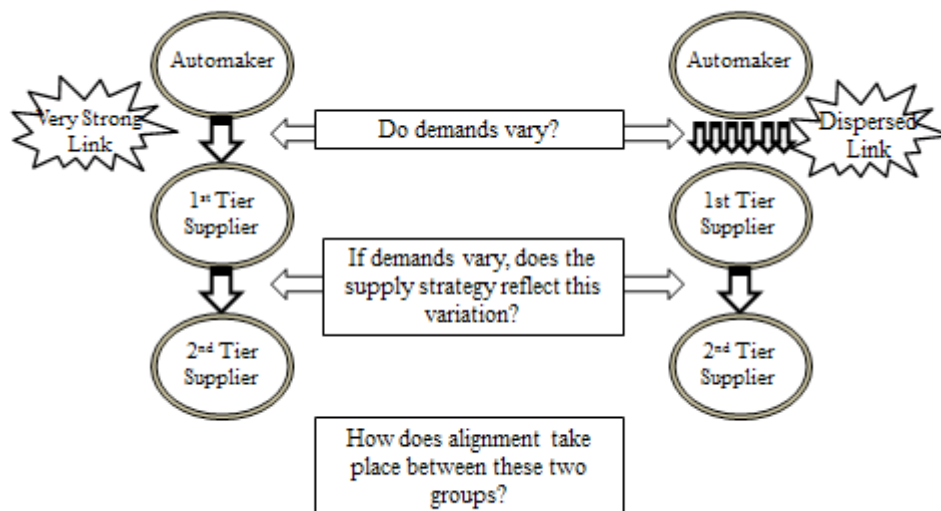 Automaker
Automaker
Very Strong
Link
Do demands vary?
Dispersed
Link
1st Tier
Supplier
1st Tier
Supplier
If demands vary, does the
supply strategy reflect this
variation?
2nd Tier
Supplier
2nd Tier
Supplier
How does alignment take
place between these two
groups?